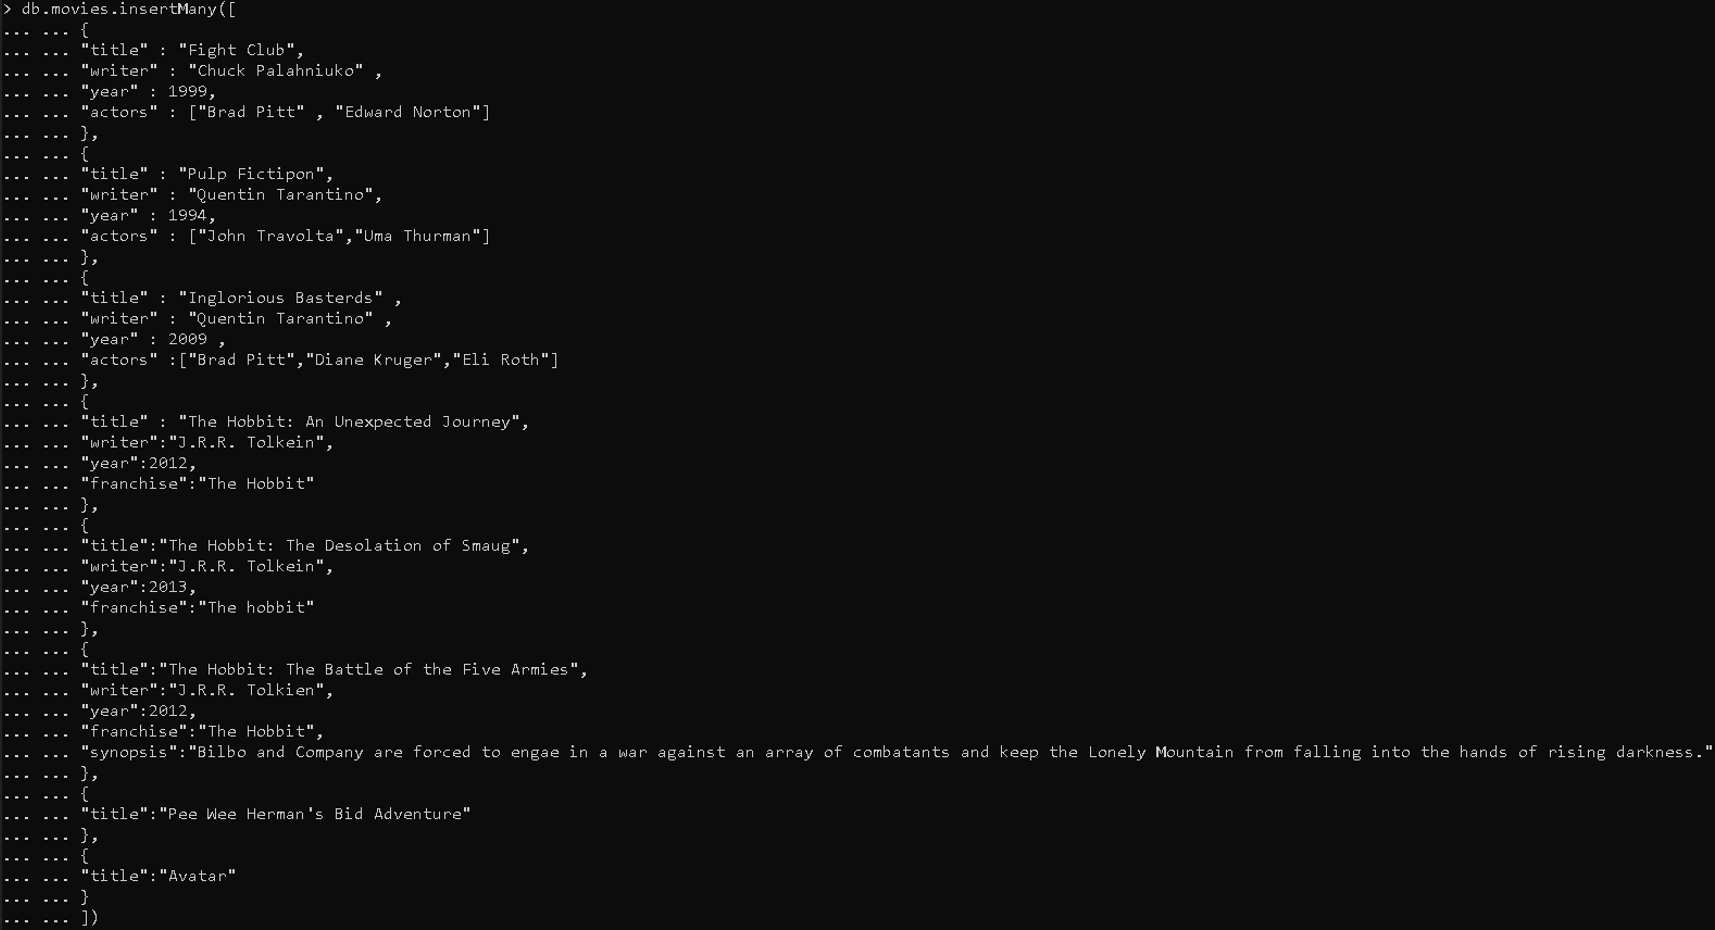 > db.movies.insertMany([
... ... {
... ... "title" : "Fight Club",
... ... "writer" : "Chuck Palahniuko" ,
... ... "year" : 1999,
... ... "actors" : ["Brad Pitt" , "Edward Norton"]
... ... },
... ... {
... ... "title" : "Pulp Fictipon",
... ... "writer" : "Quentin Tarantino",
... ... "year" : 1994,
... ... "actors" : ["John Travolta","Uma Thurman"]
... ... },
... ... {
... ... "title" : "Inglorious Basterds" ,
... ... "writer" : "Quentin Tarantino" ,
... ... "year" : 2009 ,
... ... "actors" :["Brad Pitt","Diane Kruger","Eli Roth"]
... ... },
... ... {
... ... "title" : "The Hobbit: An Unexpected Journey",
... ... "writer":"J.R.R. Tolkein",
... ... "year":2012,
... ... "franchise":"The Hobbit"
... ... },
... ... {
... ... "title":"The Hobbit: The Desolation of Smaug",
... ... "writer":"J.R.R. Tolkein",
... ... "year":2013,
... ... "franchise":"The hobbit"
... ... },
... ... {
... ... "title":"The Hobbit: The Battle of the Five Armies",
... ... "writer":"J.R.R. Tolkien",
... ... "year":2012,
... ... "franchise":"The Hobbit",
... ... "synopsis":"Bilbo and Company are forced to engae in a war against an array of combatants and keep the Lonely Mountain from falling into the hands of rising darkness."
... ... },
... ... {
... ... "title":"Pee Wee Herman's Bid Adventure"
... ... },
... ... {
... ... "title":"Avatar"
... ... }
... ... ])